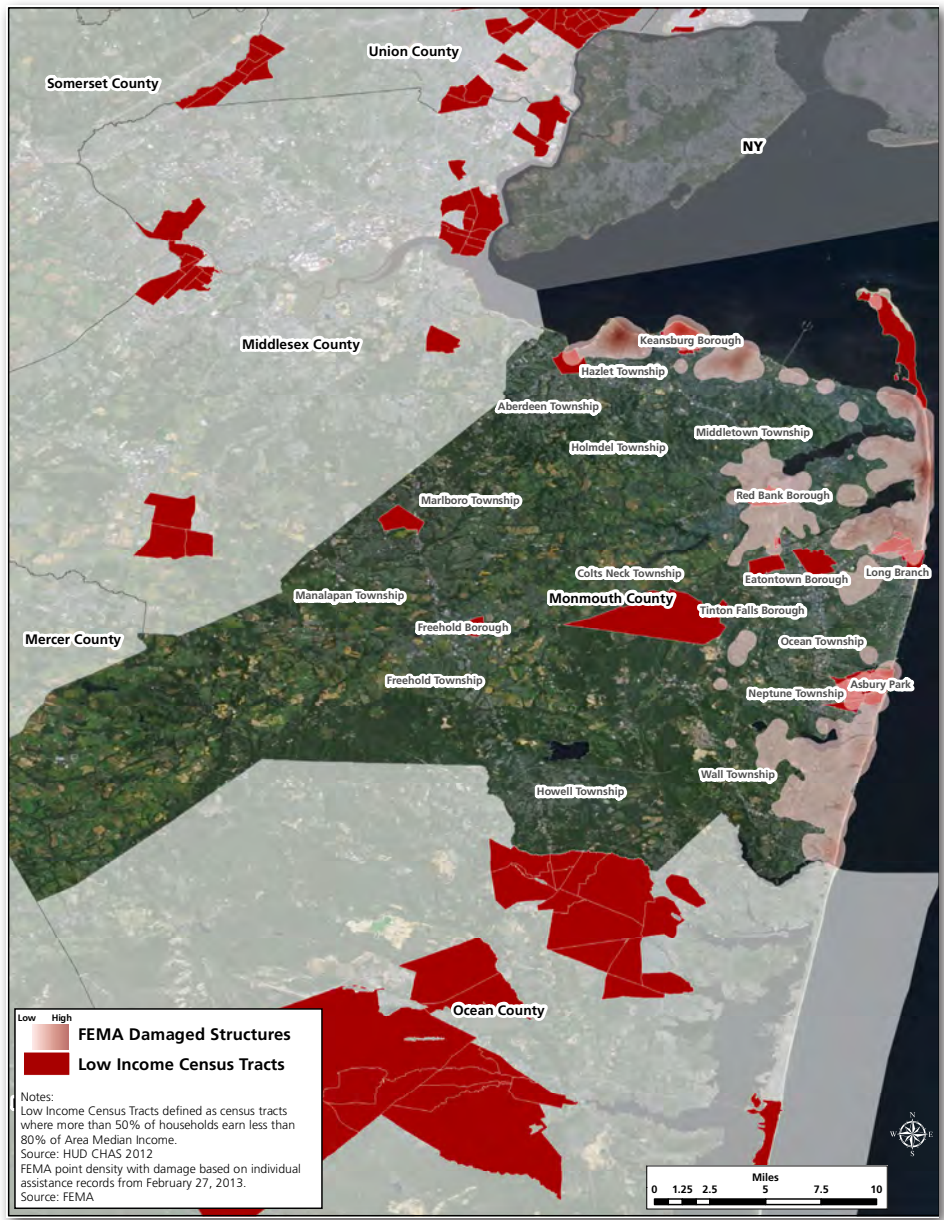 Union County
Somerset County
NY
Middlesex County
Keansburg Borough
Hazlet Township
Aberdeen Township
Middletown Township
Holmdel Township
Red Bank Borough
Marlboro Township
Colts Neck Township
Eatontown Borough
Long Branch
Manalapan Township
Monmouth County
Tinton Falls Borough
Freehold Borough
Mercer County
Ocean Township
Freehold Township
Asbury Park
Neptune Township
Wall Township
Howell Township
Ocean County
Low High
FEMA Damaged Structures
Low Income Census Tracts
Notes:
Low Income Census Tracts defined as census tracts
where more than 50% of households earn less than
80% of Area Median Income.
Source: HUD CHAS 2012
FEMA point density with damage based on individual
assistance records from February 27, 2013.
Source: FEMA
N
W E
S
Miles
0 1.25 2.5 5 7.5 10